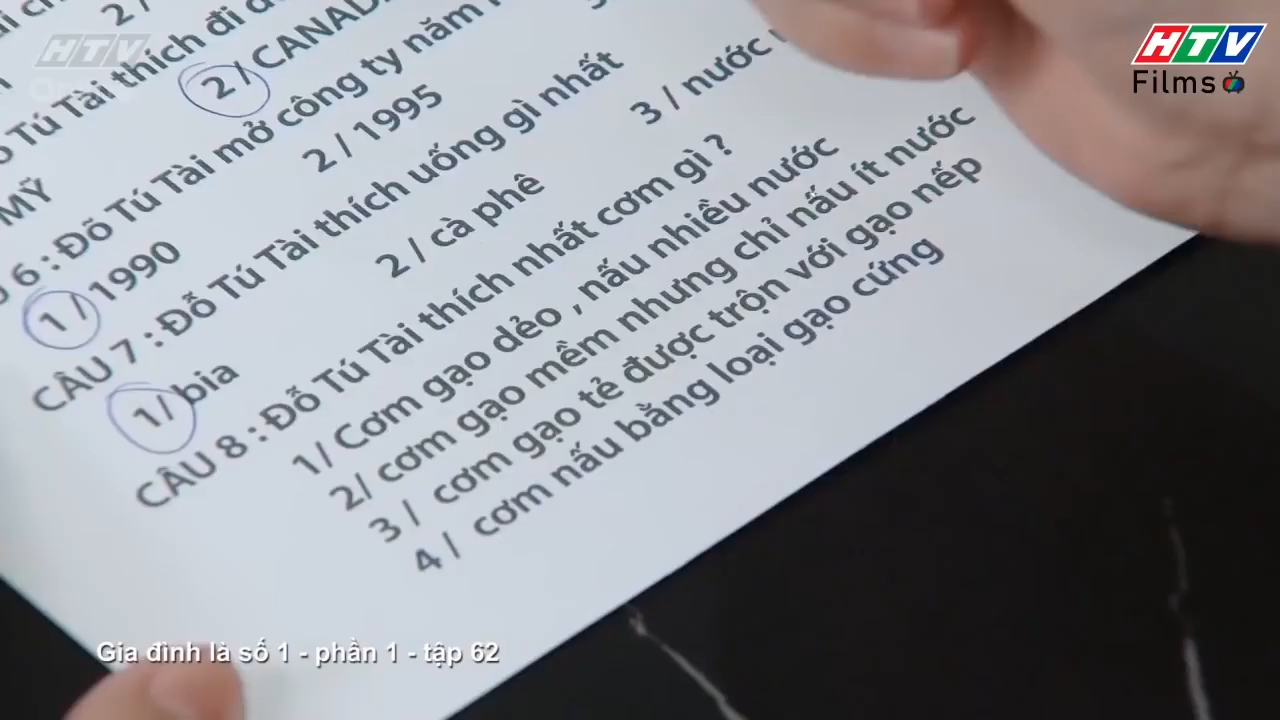 HTV
HTV
Films
2 /
Tú Tài thích đi
2 / CANADA
MỸ
6 : Đỗ Tú Tài mở công ty năm
1 / 1990
2 / 1995
CÂU 7 : Đỗ Tú Tài thích uống gì nhất
1/ bia
2 / cà phê
3 / nước
CÂU 8 : Đỗ Tú Tài thích nhất cơm gì ?
1/ Cơm gạo dẻo , nấu nhiều nước
2/ cơm gạo mềm nhưng chỉ nấu ít nước
3 / cơm gạo tẻ được trộn với gạo nếp
4 / cơm nấu bằng loại gạo cứng
Gia đình là số 1 - phần 1 - tập 62